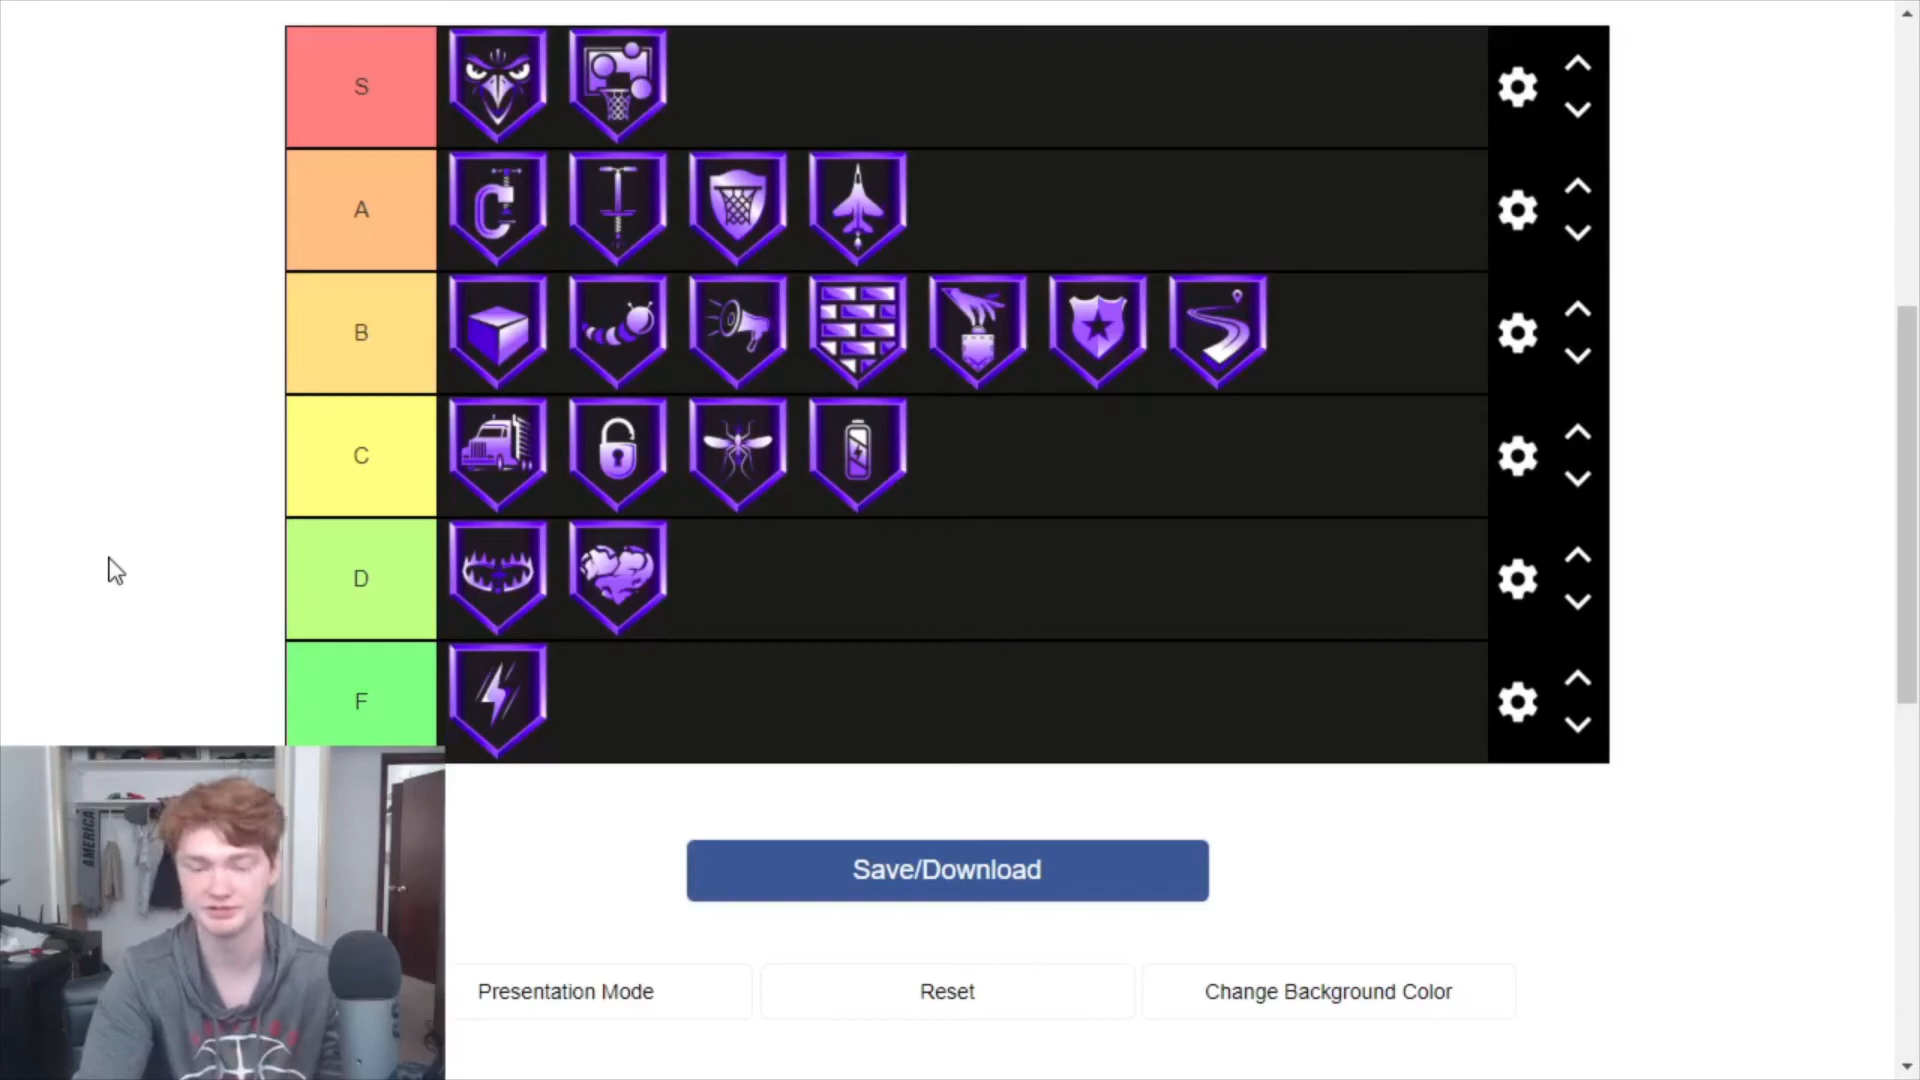 S
A
B
C
D
F
AMERICA
Save/Download
Presentation Mode
Reset
Change Background Color